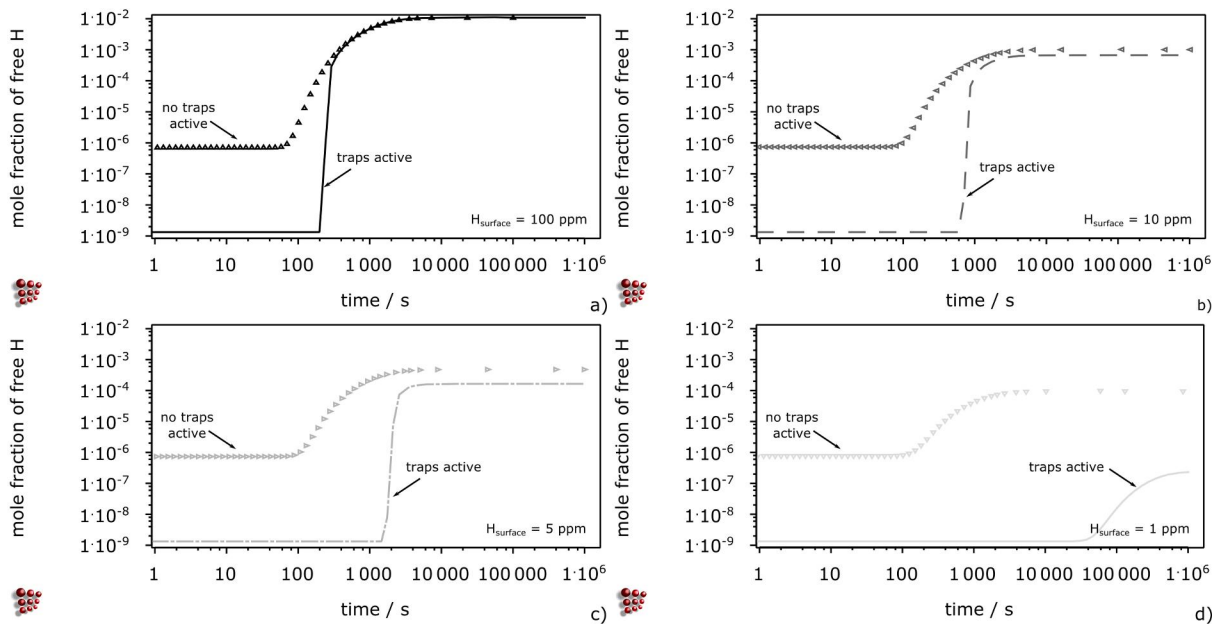 mole fraction of free H
1·10⁻²
1·10⁻³
1·10⁻⁴
1·10⁻⁵
1·10⁻⁶
1·10⁻⁷
1·10⁻⁸
1·10⁻⁹
no traps
active
traps active
H_surface = 100 ppm
1 10 100 1 000 10 000 100 000 1·10⁶
time / s
a)
mole fraction of free H
1·10⁻²
1·10⁻³
1·10⁻⁴
1·10⁻⁵
1·10⁻⁶
1·10⁻⁷
1·10⁻⁸
1·10⁻⁹
no traps
active
traps active
H_surface = 10 ppm
1 10 100 1 000 10 000 100 000 1·10⁶
time / s
b)
mole fraction of free H
1·10⁻²
1·10⁻³
1·10⁻⁴
1·10⁻⁵
1·10⁻⁶
1·10⁻⁷
1·10⁻⁸
1·10⁻⁹
no traps
active
traps active
H_surface = 5 ppm
1 10 100 1 000 10 000 100 000 1·10⁶
time / s
c)
mole fraction of free H
1·10⁻²
1·10⁻³
1·10⁻⁴
1·10⁻⁵
1·10⁻⁶
1·10⁻⁷
1·10⁻⁸
1·10⁻⁹
no traps
active
traps active
H_surface = 1 ppm
1 10 100 1 000 10 000 100 000 1·10⁶
time / s
d)